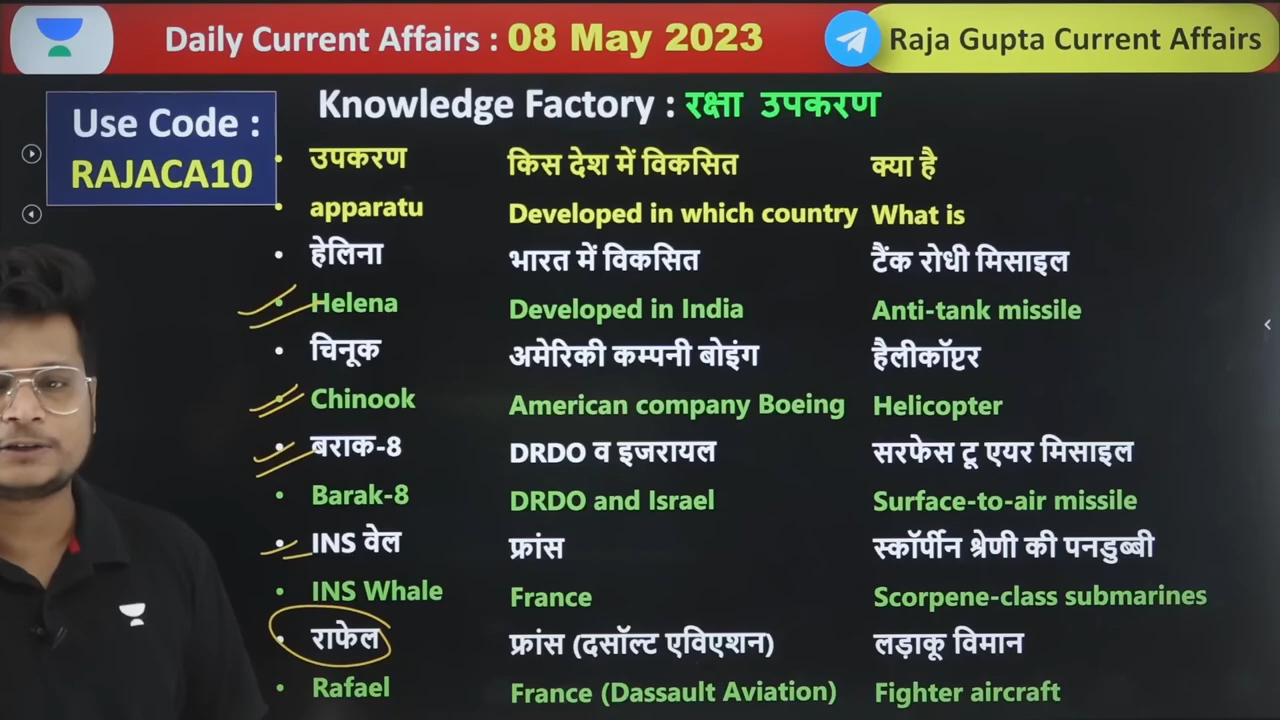 Daily Current Affairs : 08 May 2023
Raja Gupta Current Affairs
Use Code :
RAJACA10
Knowledge Factory : रक्षा उपकरण
• उपकरण किस देश में विकसित क्या है
• apparatu Developed in which country What is
• हेलिना भारत में विकसित टैंक रोधी मिसाइल
• Helena Developed in India Anti-tank missile
• चिनूक अमेरिकी कम्पनी बोइंग हैलीकॉप्टर
• Chinook American company Boeing Helicopter
• बराक-8 DRDO व इजरायल सरफेस टू एयर मिसाइल
• Barak-8 DRDO and Israel Surface-to-air missile
• INS वेल फ्रांस स्कॉर्पीन श्रेणी की पनडुब्बी
• INS Whale France Scorpene-class submarines
• राफेल फ्रांस (दसॉल्ट एविएशन) लड़ाकू विमान
• Rafael France (Dassault Aviation) Fighter aircraft